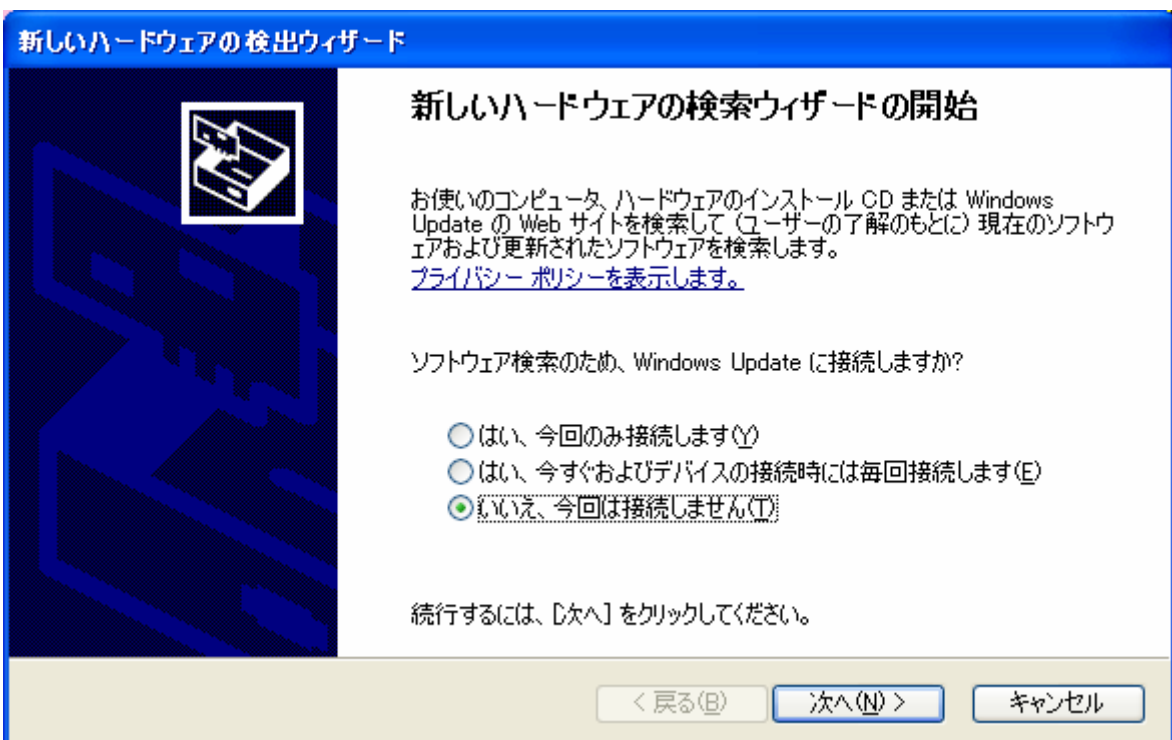 新しいハードウェアの検出ウィザード
新しいハードウェアの検索ウィザードの開始
お使いのコンピュータ、ハードウェアのインストール CD または Windows
Update の Web サイトを検索して (ユーザーの了解のもとに) 現在のソフトウ
ェアおよび更新されたソフトウェアを検索します。
プライバシー ポリシーを表示します。
ソフトウェア検索のため、Windows Update に接続しますか?
はい、今回のみ接続します(Y)
はい、今すぐおよびデバイスの接続時には毎回接続します(E)
いいえ、今回は接続しません(T)
続行するには、[次へ] をクリックしてください。
< 戻る(B) 次へ(N) > キャンセル